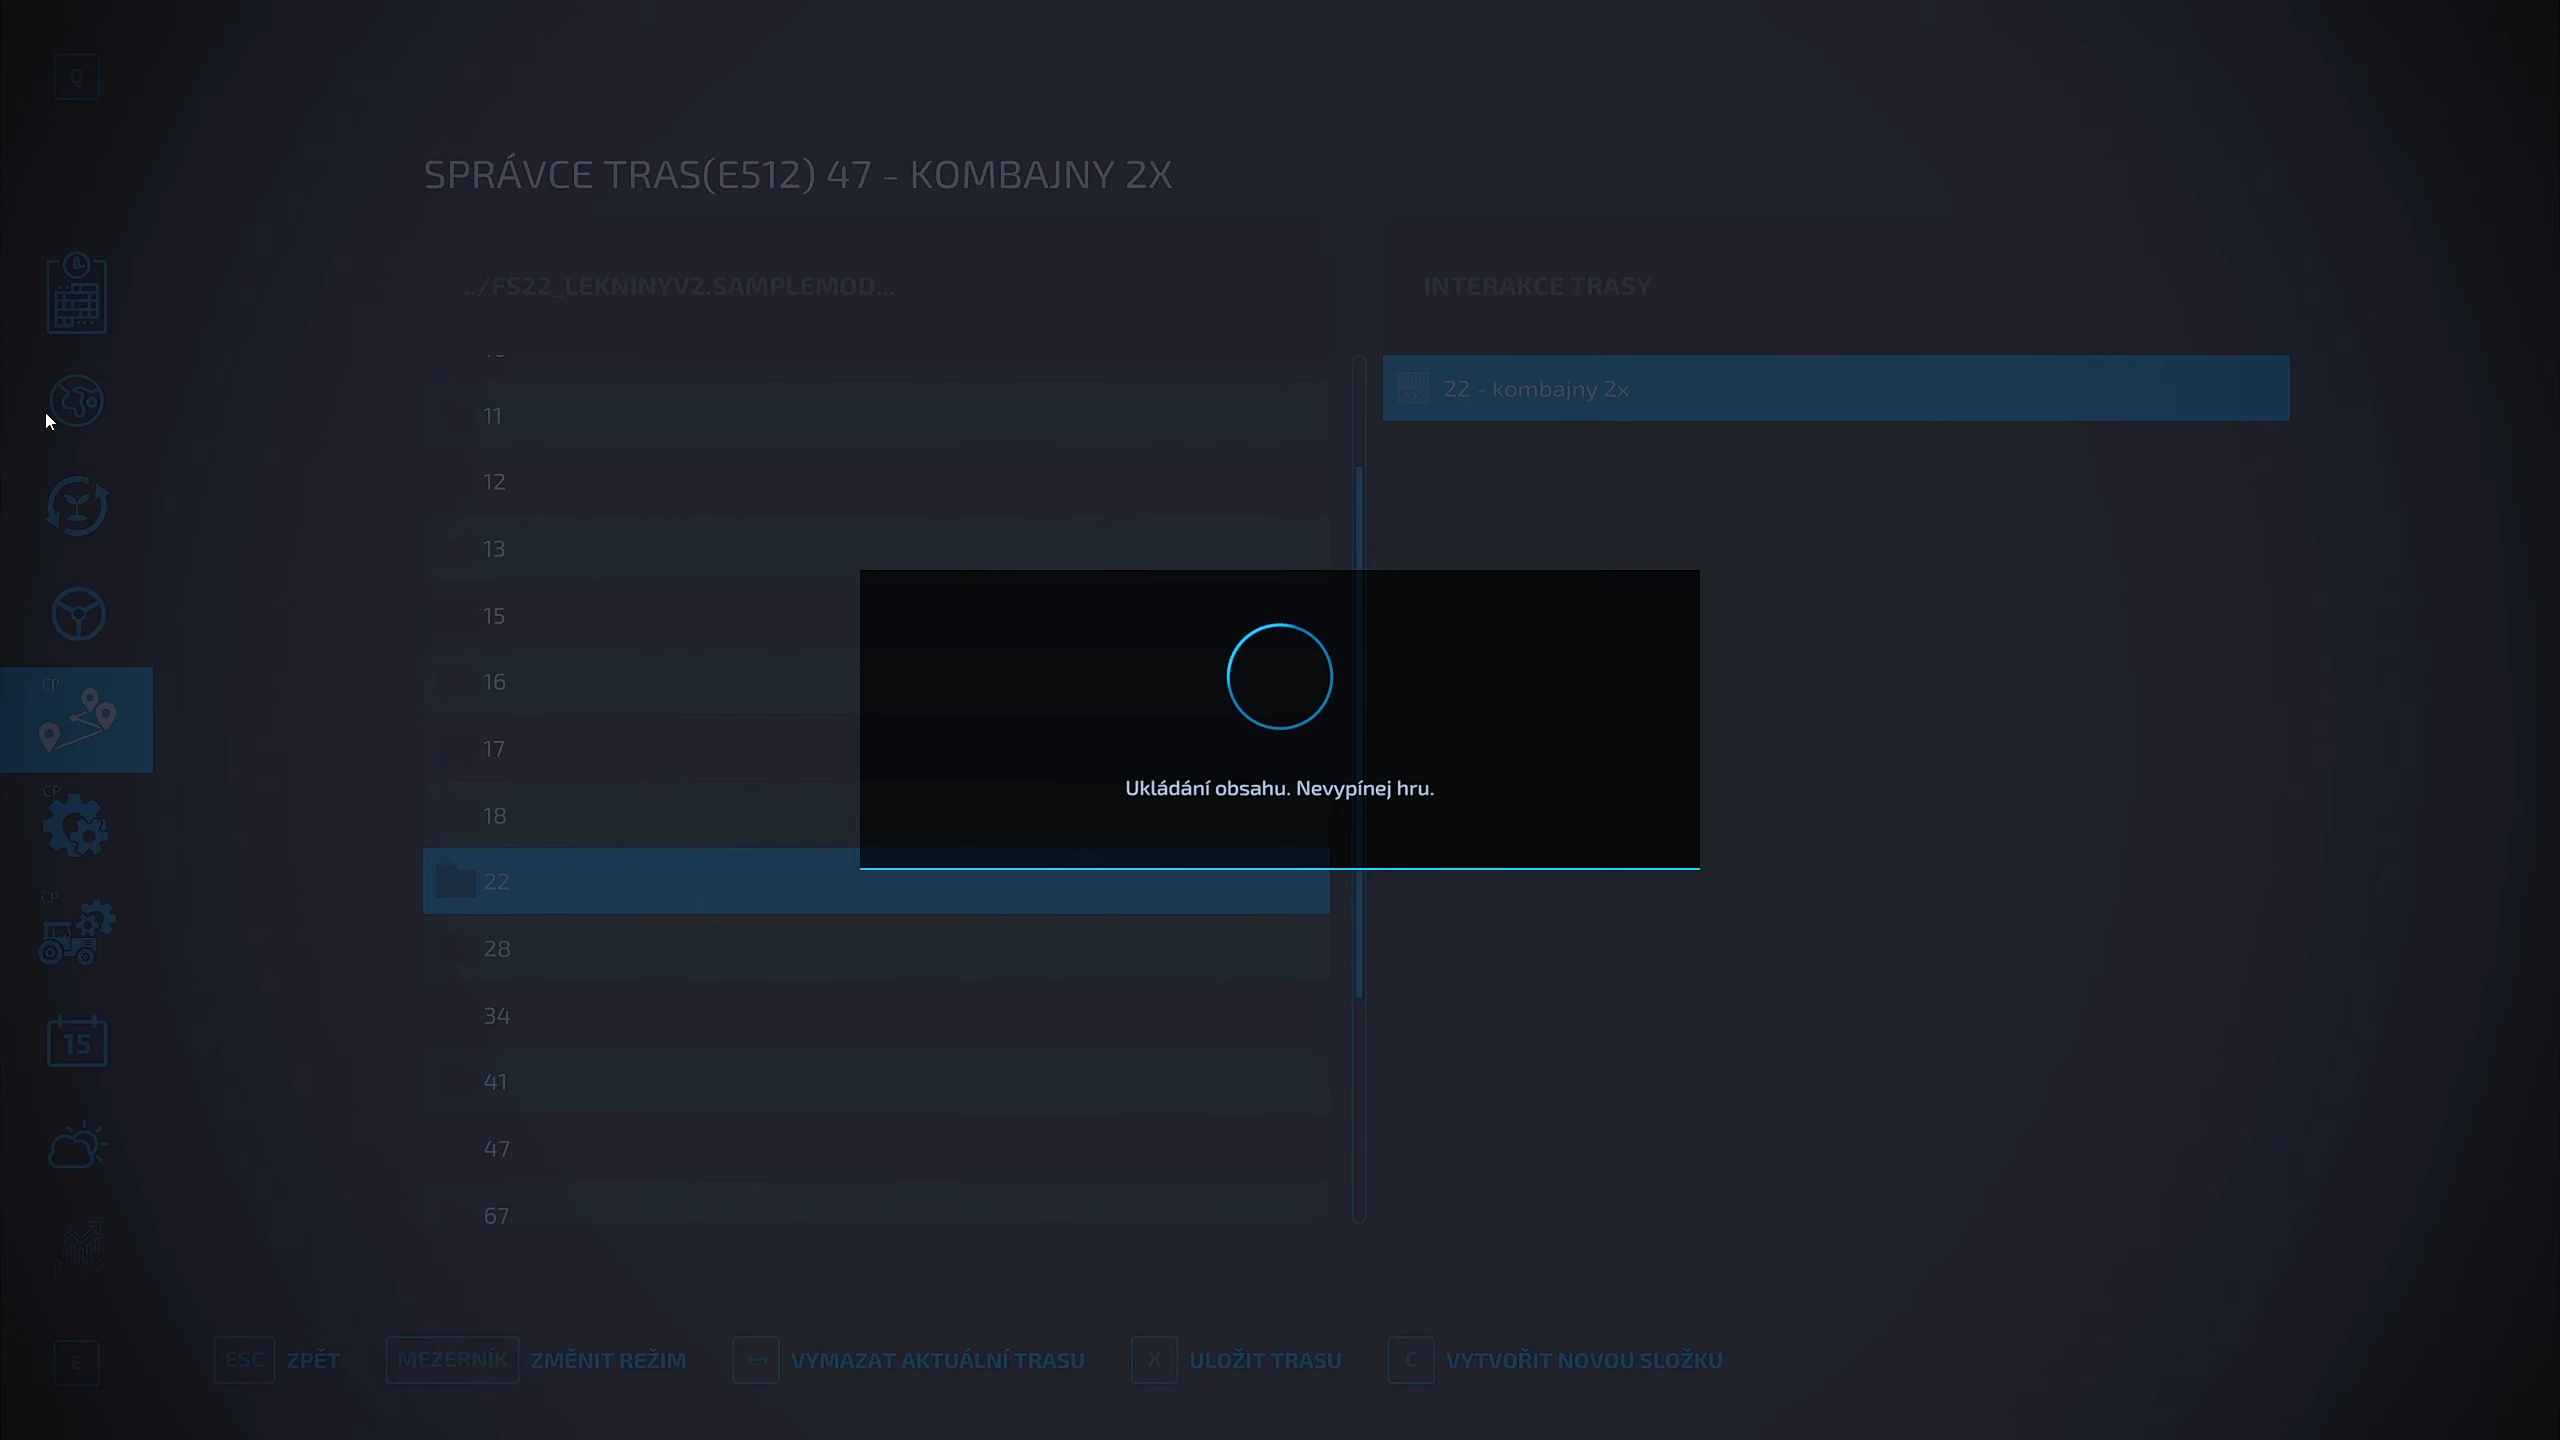 Q
SPRÁVCE TRAS(E512) 47 - KOMBAJNY 2X
../FS22_LEKNINYV2.SAMPLEMOD...
INTERAKCE TRASY
22 - kombajny 2x
11
12
13
15
16
17
18
22
28
34
41
47
67
Ukládání obsahu. Nevypínej hru.
CP
CP
CP
15
E
ESC ZPĚT MEZERNÍK ZMĚNIT REŽIM VYMAZAT AKTUÁLNÍ TRASU X ULOŽIT TRASU C VYTVOŘIT NOVOU SLOŽKU